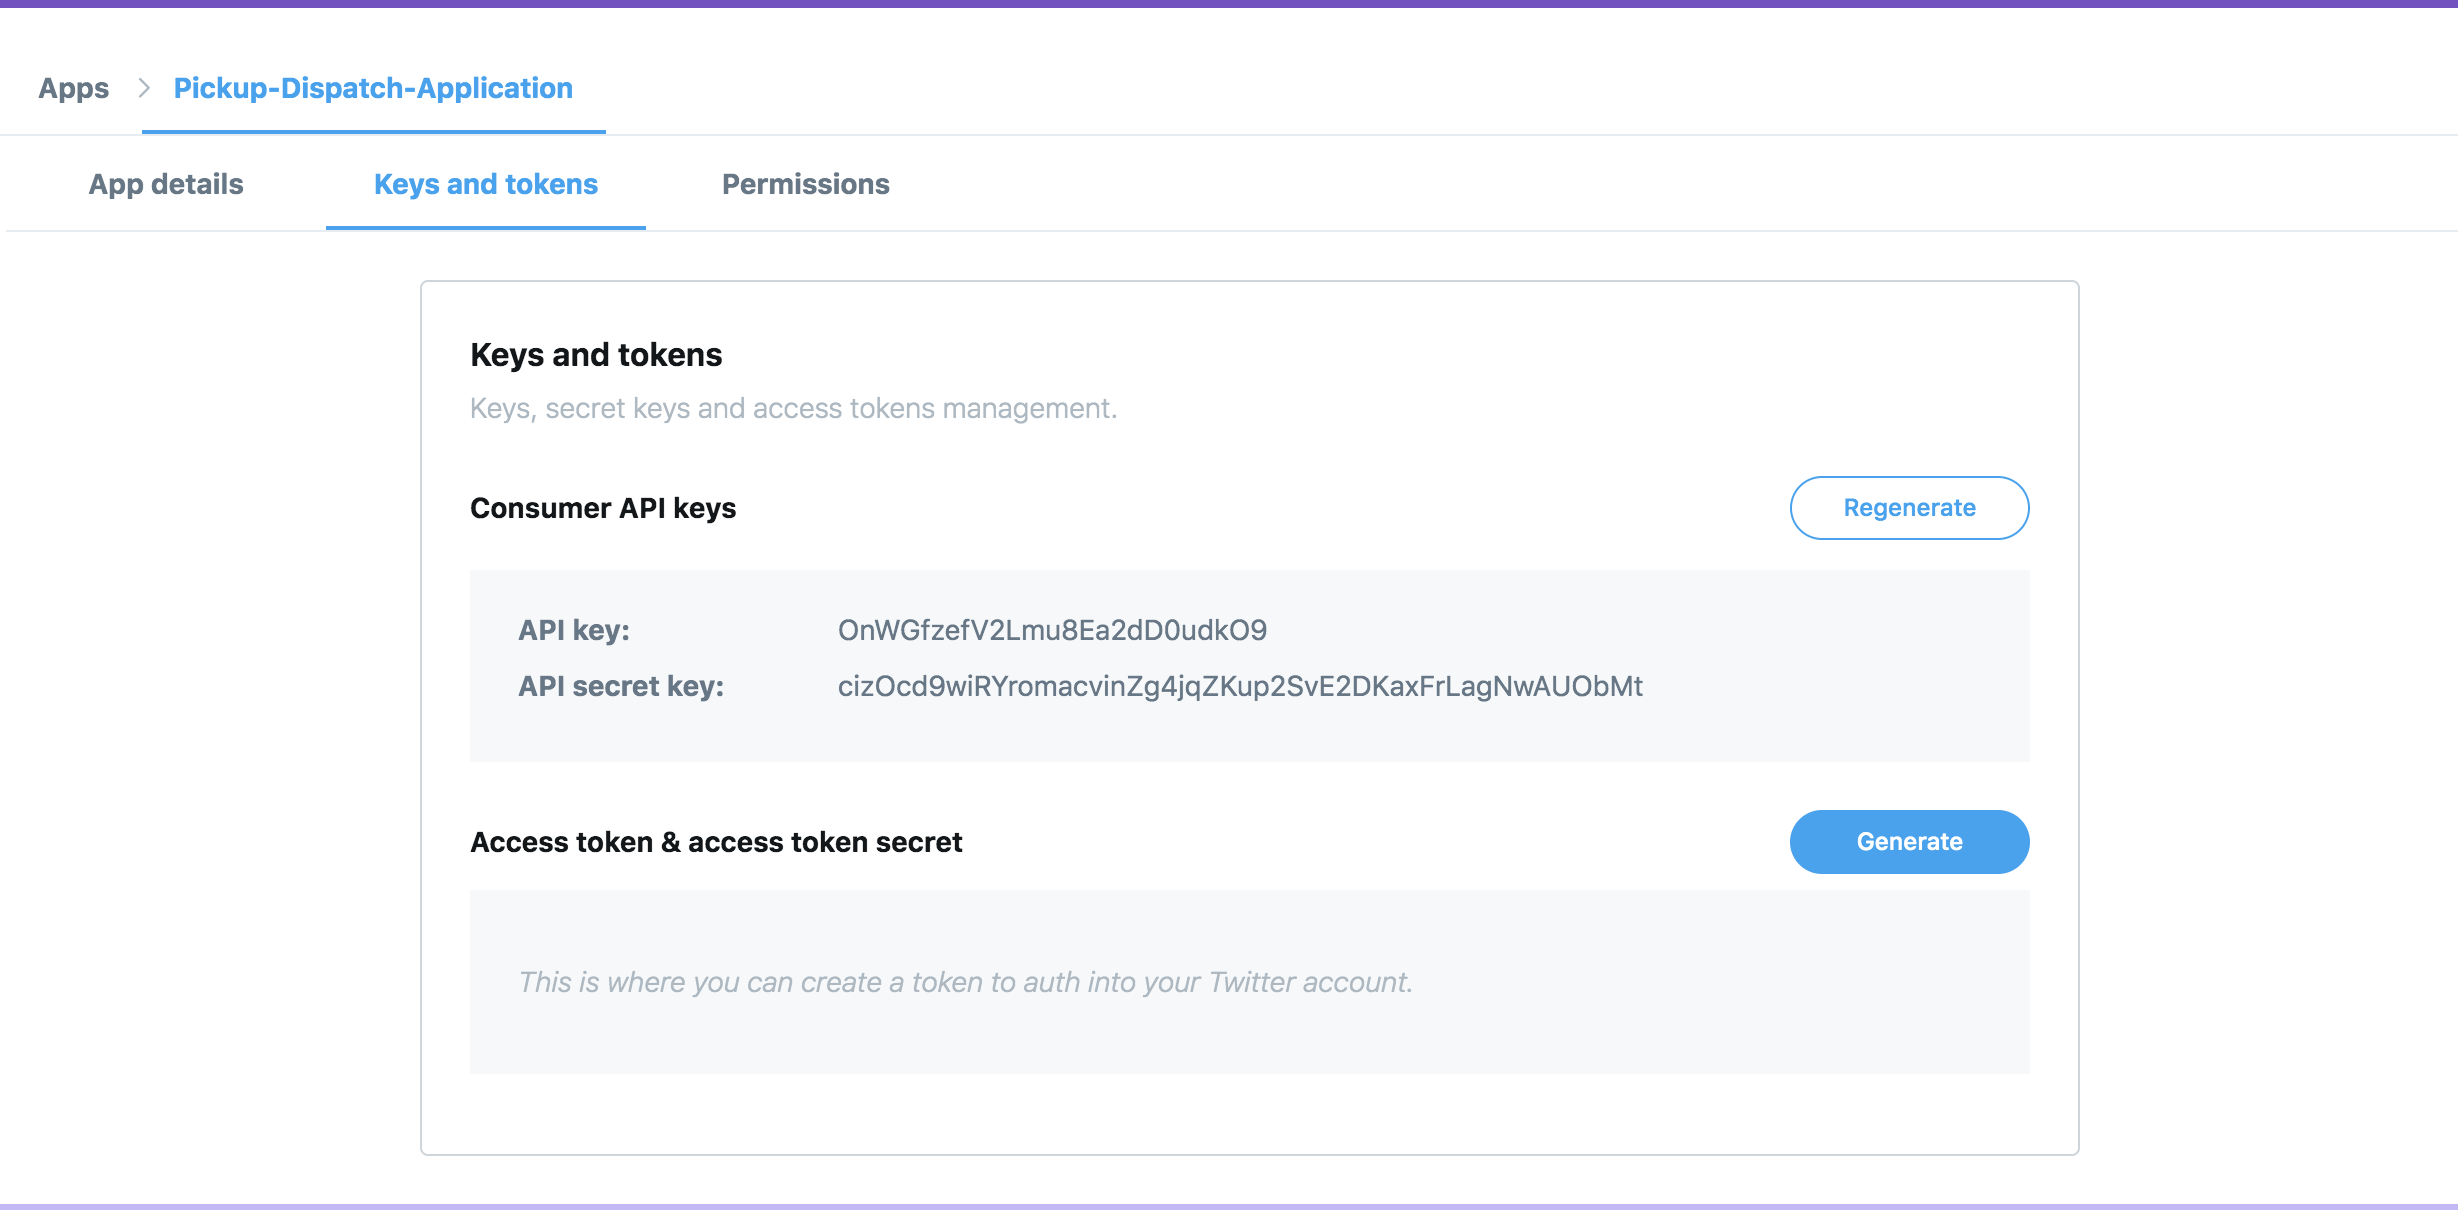 Apps > Pickup-Dispatch-Application
App details Keys and tokens Permissions
Keys and tokens
Keys, secret keys and access tokens management.
Consumer API keys Regenerate
API key: OnWGfzefV2Lmu8Ea2dD0udkO9
API secret key: cizOcd9wiRYromacvinZg4jqZKup2SvE2DKaxFrLagNwAUObMt
Access token & access token secret Generate
This is where you can create a token to auth into your Twitter account.